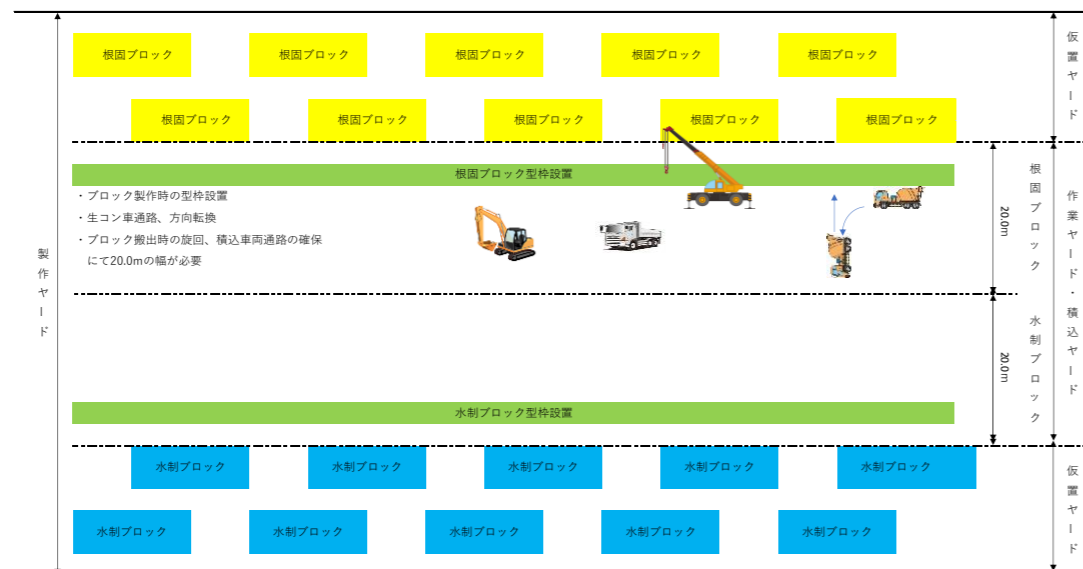 根固ブロック 根固ブロック 根固ブロック 根固ブロック 根固ブロック
根固ブロック 根固ブロック 根固ブロック 根固ブロック 根固ブロック
仮置ヤード
根固ブロック型枠設置
・ブロック製作時の型枠設置
・生コン車通路、方向転換
・ブロック搬出時の旋回、積込車両通路の確保
にて20.0mの幅が必要
20.0m
根固ブロック
製作ヤード
作業ヤード・積込ヤード
20.0m
水制ブロック
水制ブロック型枠設置
水制ブロック 水制ブロック 水制ブロック 水制ブロック 水制ブロック
水制ブロック 水制ブロック 水制ブロック 水制ブロック 水制ブロック
仮置ヤード